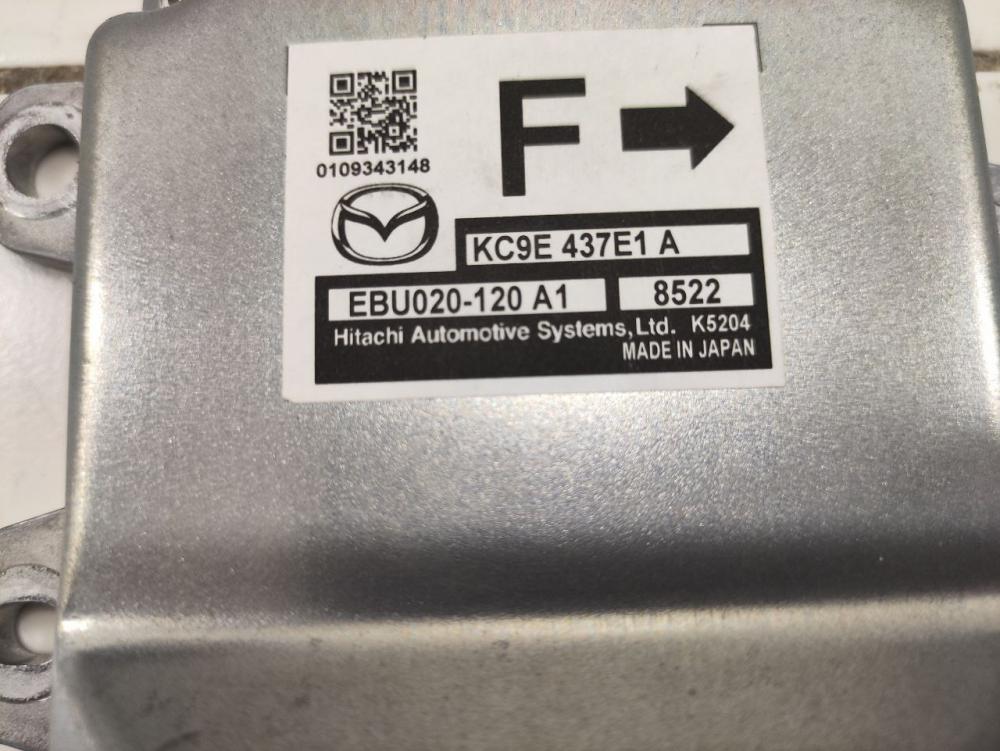 F
0109343148
KC9E 437E1 A
EBU020-120 A1 8522
Hitachi Automotive Systems,Ltd. K5204
MADE IN JAPAN